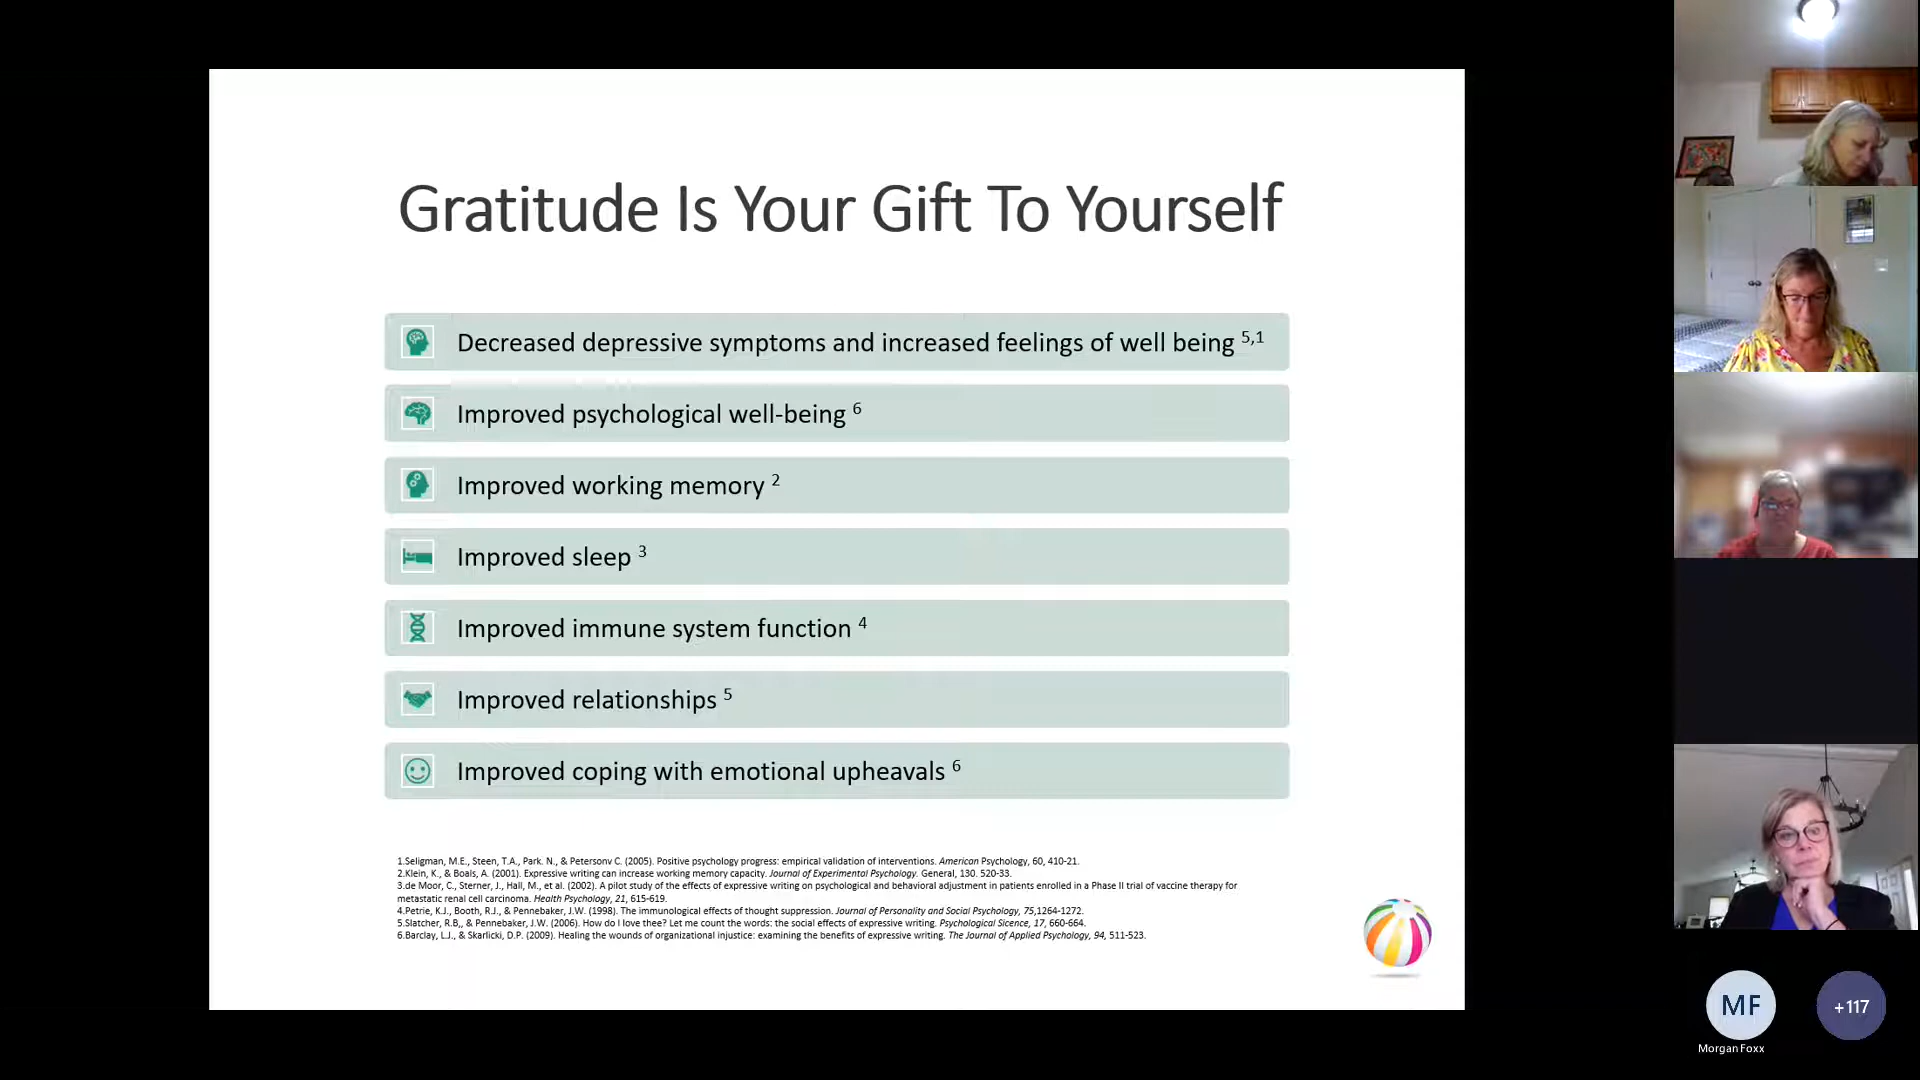 Gratitude Is Your Gift To Yourself
Decreased depressive symptoms and increased feelings of well being 5,1
Improved psychological well-being 6
Improved working memory 2
Improved sleep 3
Improved immune system function 4
Improved relationships 5
Improved coping with emotional upheavals 6
1.Seligman, M.E., Steen, T.A., Park. N., & Petersonv C. (2005). Positive psychology progress: empirical validation of interventions. American Psychology, 60, 410-21.
2.Klein, K., & Boals, A. (2001). Expressive writing can increase working memory capacity. Journal of Experimental Psychology. General, 130. 520-33.
3.de Moor, C., Sterner, J., Hall, M., et al. (2002). A pilot study of the effects of expressive writing on psychological and behavioral adjustment in patients enrolled in a Phase II trial of vaccine therapy for
metastatic renal cell carcinoma. Health Psychology, 21, 615-619.
4.Petrie, K.J., Booth, R.J., & Pennebaker, J.W. (1998). The immunological effects of thought suppression. Journal of Personality and Social Psychology, 75,1264-1272.
5.Slatcher, R.B,, & Pennebaker, J.W. (2006). How do I love thee? Let me count the words: the social effects of expressive writing. Psychological Sicence, 17, 660-664.
6.Barclay, L.J., & Skarlicki, D.P. (2009). Healing the wounds of organizational injustice: examining the benefits of expressive writing. The Journal of Applied Psychology, 94, 511-523.
MF
+117
Morgan Foxx